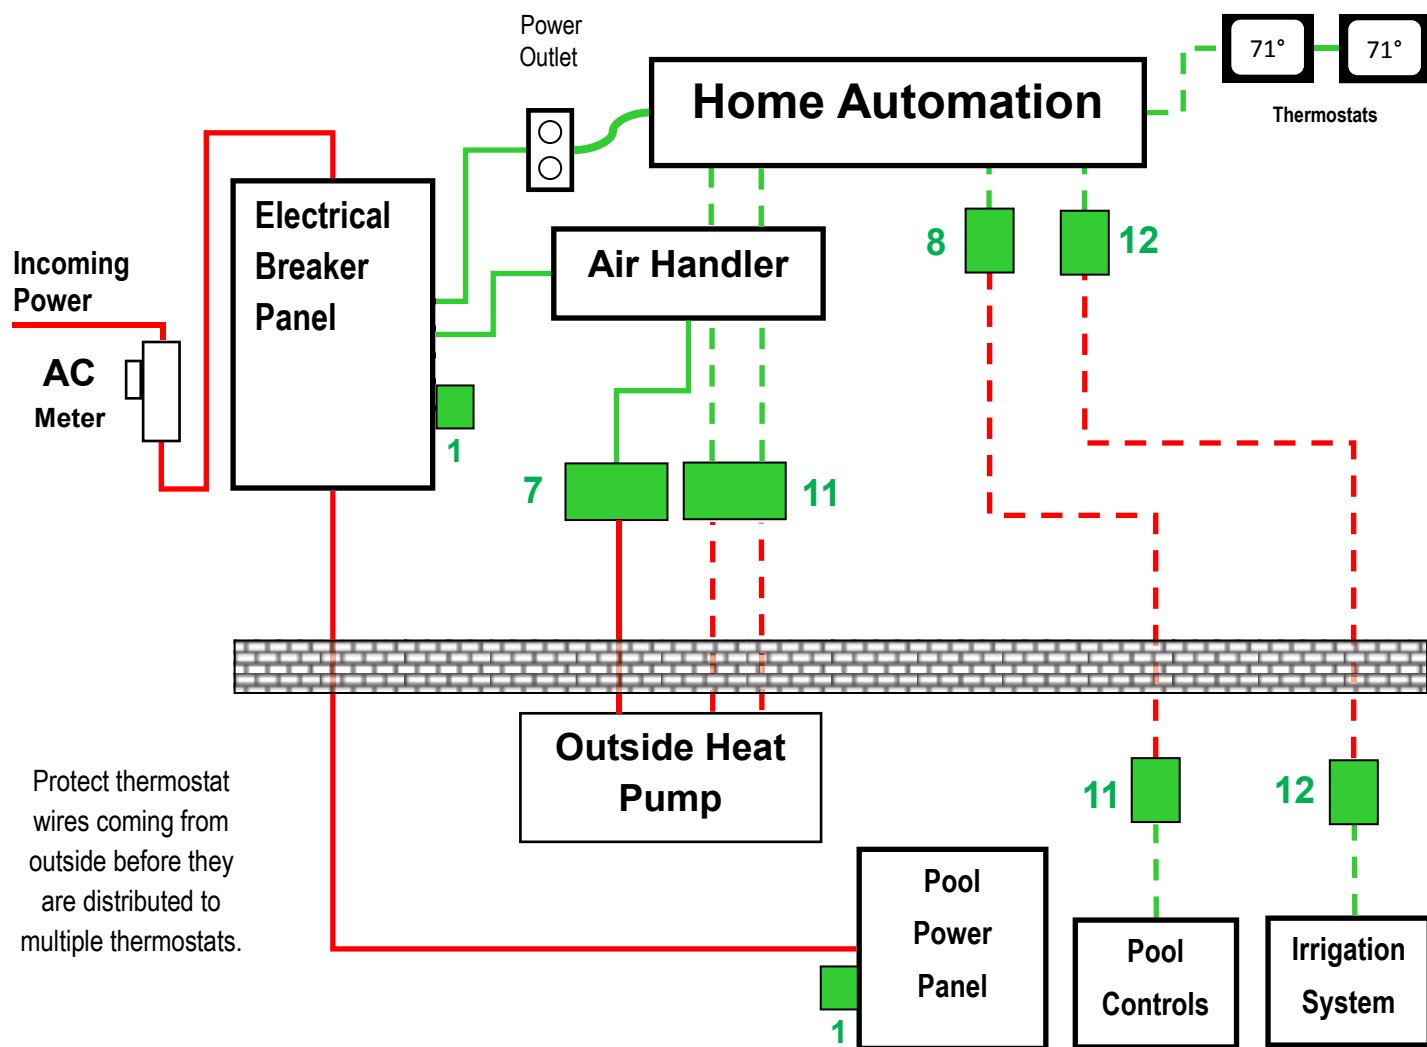 Power
Outlet
71°
71°
Thermostats
Home Automation
Electrical
Breaker
Panel
Air Handler
8
12
Incoming
Power
AC
Meter
1
7
11
Outside Heat
Pump
11
12
Protect thermostat
wires coming from
outside before they
are distributed to
multiple thermostats.
Pool
Power
Panel
1
Pool
Controls
Irrigation
System